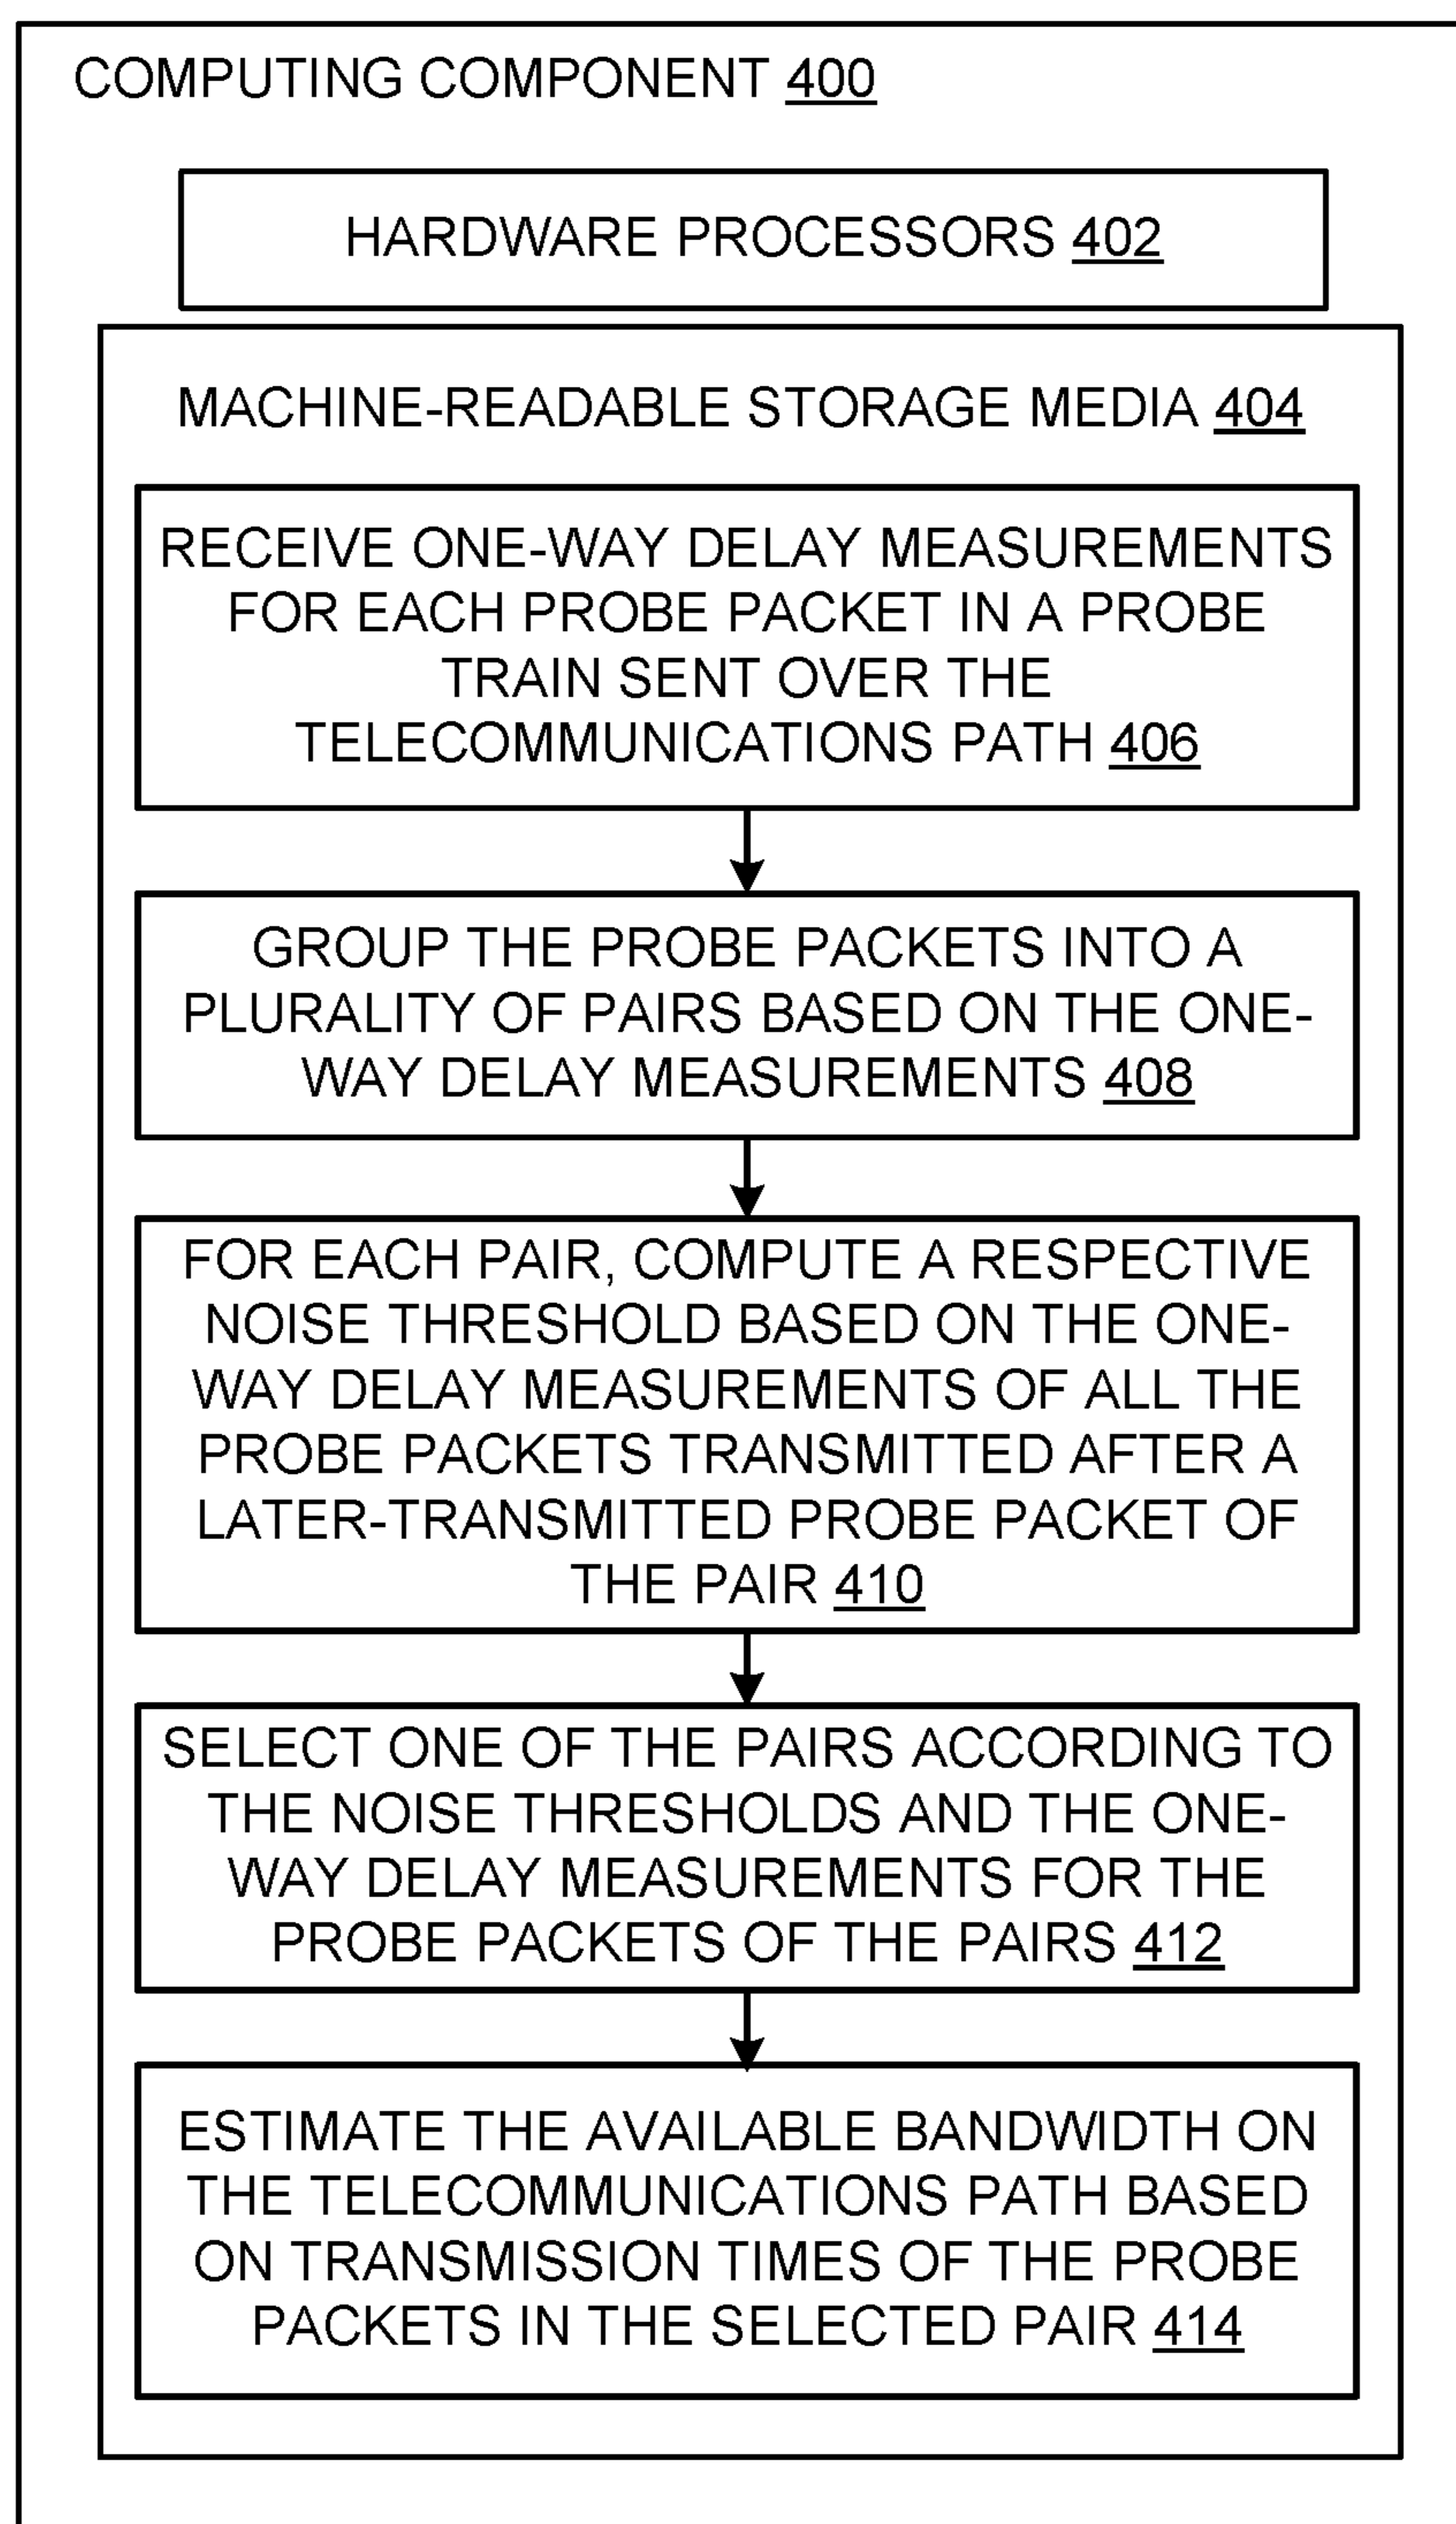 COMPUTING COMPONENT 400
HARDWARE PROCESSORS 402
MACHINE-READABLE STORAGE MEDIA 404
RECEIVE ONE-WAY DELAY MEASUREMENTS
FOR EACH PROBE PACKET IN A PROBE
TRAIN SENT OVER THE
TELECOMMUNICATIONS PATH 406
GROUP THE PROBE PACKETS INTO A
PLURALITY OF PAIRS BASED ON THE ONE-
WAY DELAY MEASUREMENTS 408
FOR EACH PAIR, COMPUTE A RESPECTIVE
NOISE THRESHOLD BASED ON THE ONE-
WAY DELAY MEASUREMENTS OF ALL THE
PROBE PACKETS TRANSMITTED AFTER A
LATER-TRANSMITTED PROBE PACKET OF
THE PAIR 410
SELECT ONE OF THE PAIRS ACCORDING TO
THE NOISE THRESHOLDS AND THE ONE-
WAY DELAY MEASUREMENTS FOR THE
PROBE PACKETS OF THE PAIRS 412
ESTIMATE THE AVAILABLE BANDWIDTH ON
THE TELECOMMUNICATIONS PATH BASED
ON TRANSMISSION TIMES OF THE PROBE
PACKETS IN THE SELECTED PAIR 414